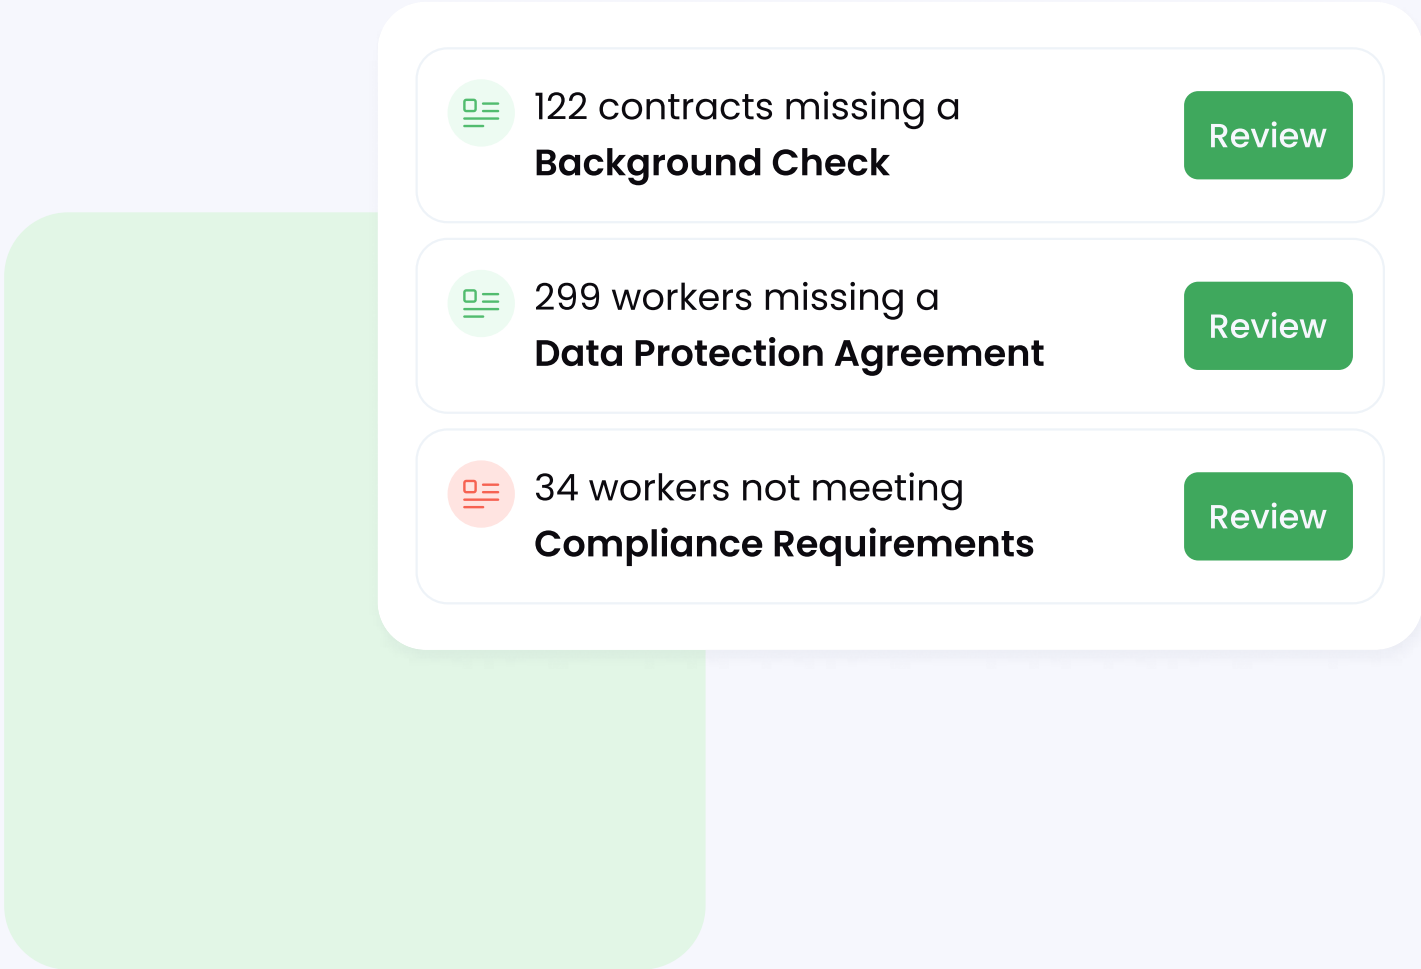 122 contracts missing a
Background Check
Review
299 workers missing a
Data Protection Agreement
Review
34 workers not meeting
Compliance Requirements
Review